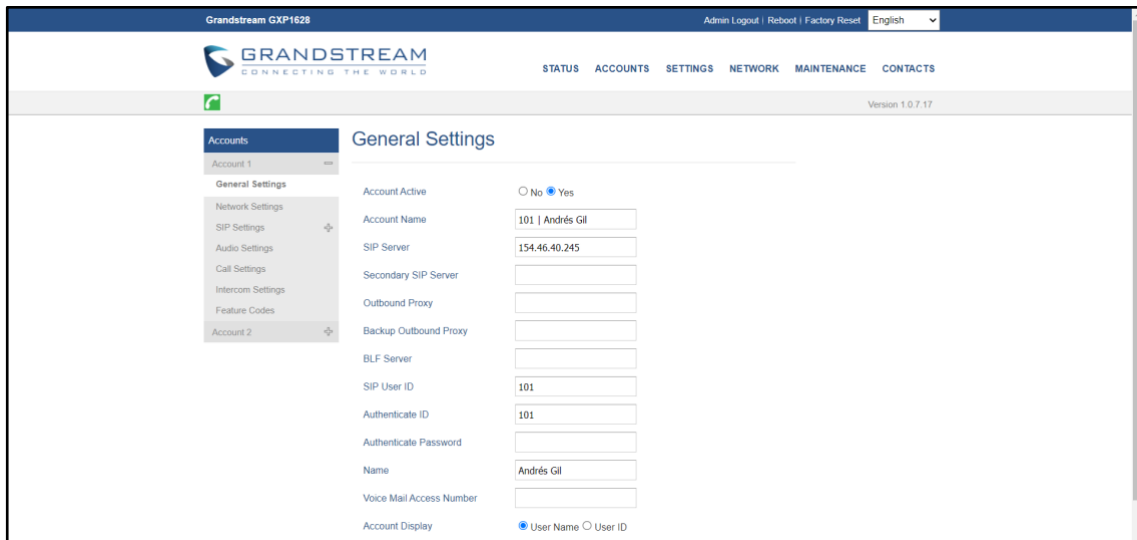 Grandstream GXP1628
Admin Logout | Reboot | Factory Reset English
GRANDSTREAM
CONNECTING THE WORLD
STATUS ACCOUNTS SETTINGS NETWORK MAINTENANCE CONTACTS
Version 1.0.7.17
Accounts
Account 1
General Settings
Network Settings
SIP Settings
Audio Settings
Call Settings
Intercom Settings
Feature Codes
Account 2
General Settings
Account Active No Yes
Account Name 101 | Andrés Gil
SIP Server 154.46.40.245
Secondary SIP Server
Outbound Proxy
Backup Outbound Proxy
BLF Server
SIP User ID 101
Authenticate ID 101
Authenticate Password
Name Andrés Gil
Voice Mail Access Number
Account Display User Name User ID